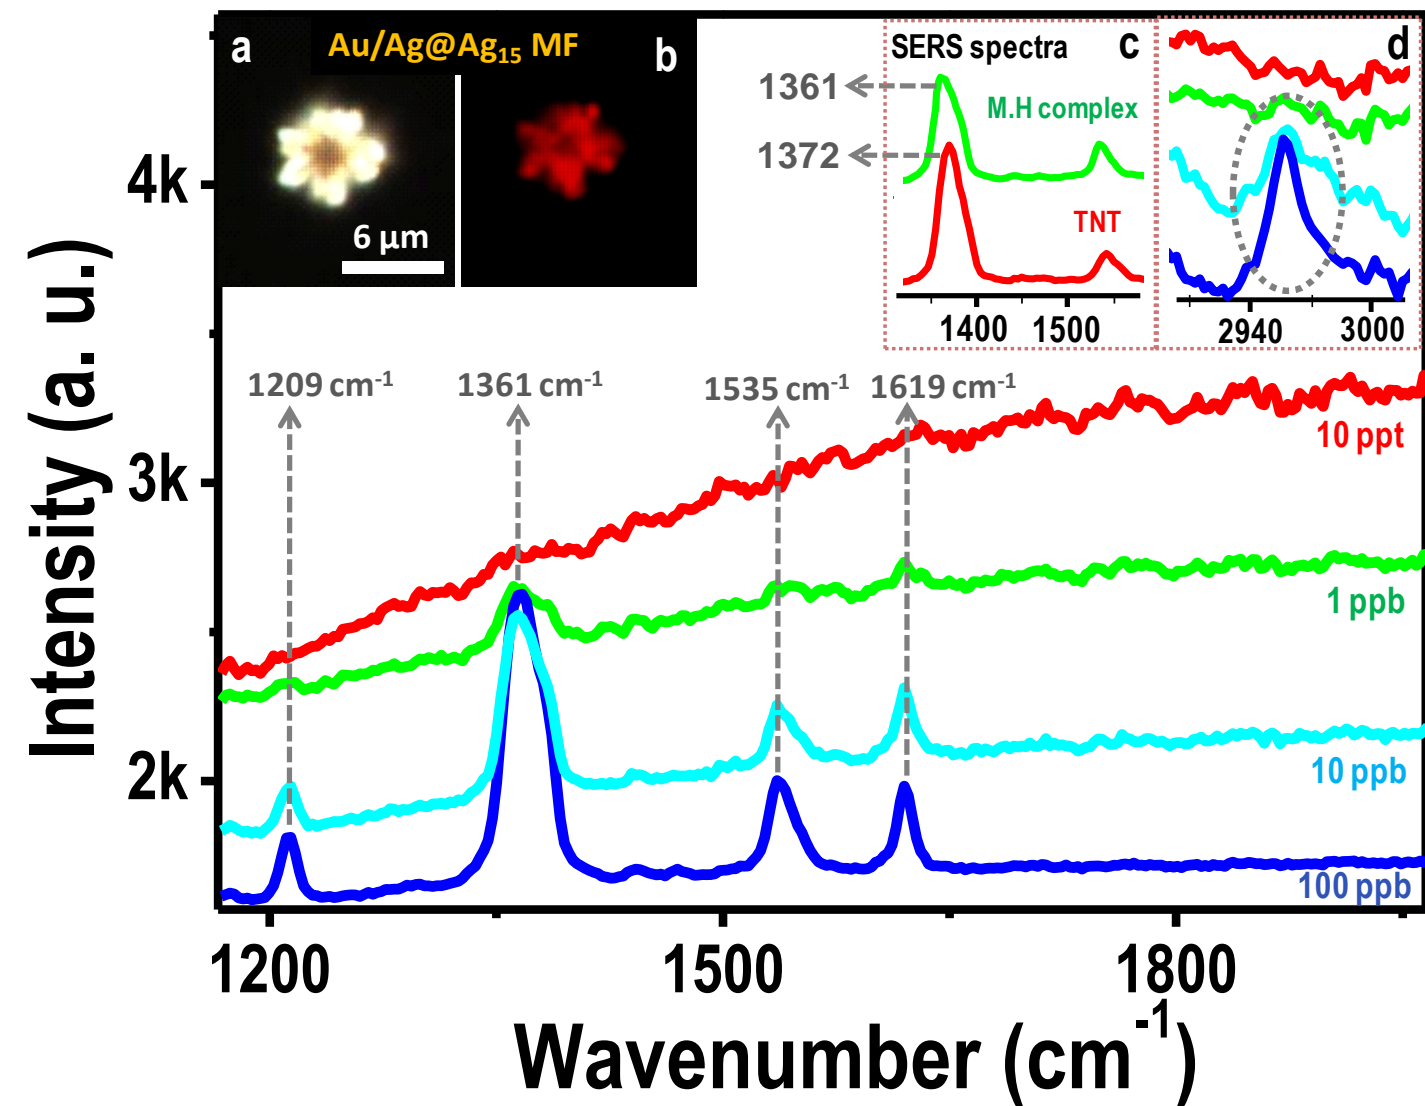 a
Au/Ag@Ag₁₅ MF
b
6 µm
SERS spectra
c
d
1361
M.H complex
1372
TNT
1400
1500
2940
3000
4k
3k
2k
Intensity (a. u.)
1209 cm⁻¹
1361 cm⁻¹
1535 cm⁻¹
1619 cm⁻¹
10 ppt
1 ppb
10 ppb
100 ppb
1200
1500
1800
Wavenumber (cm⁻¹)